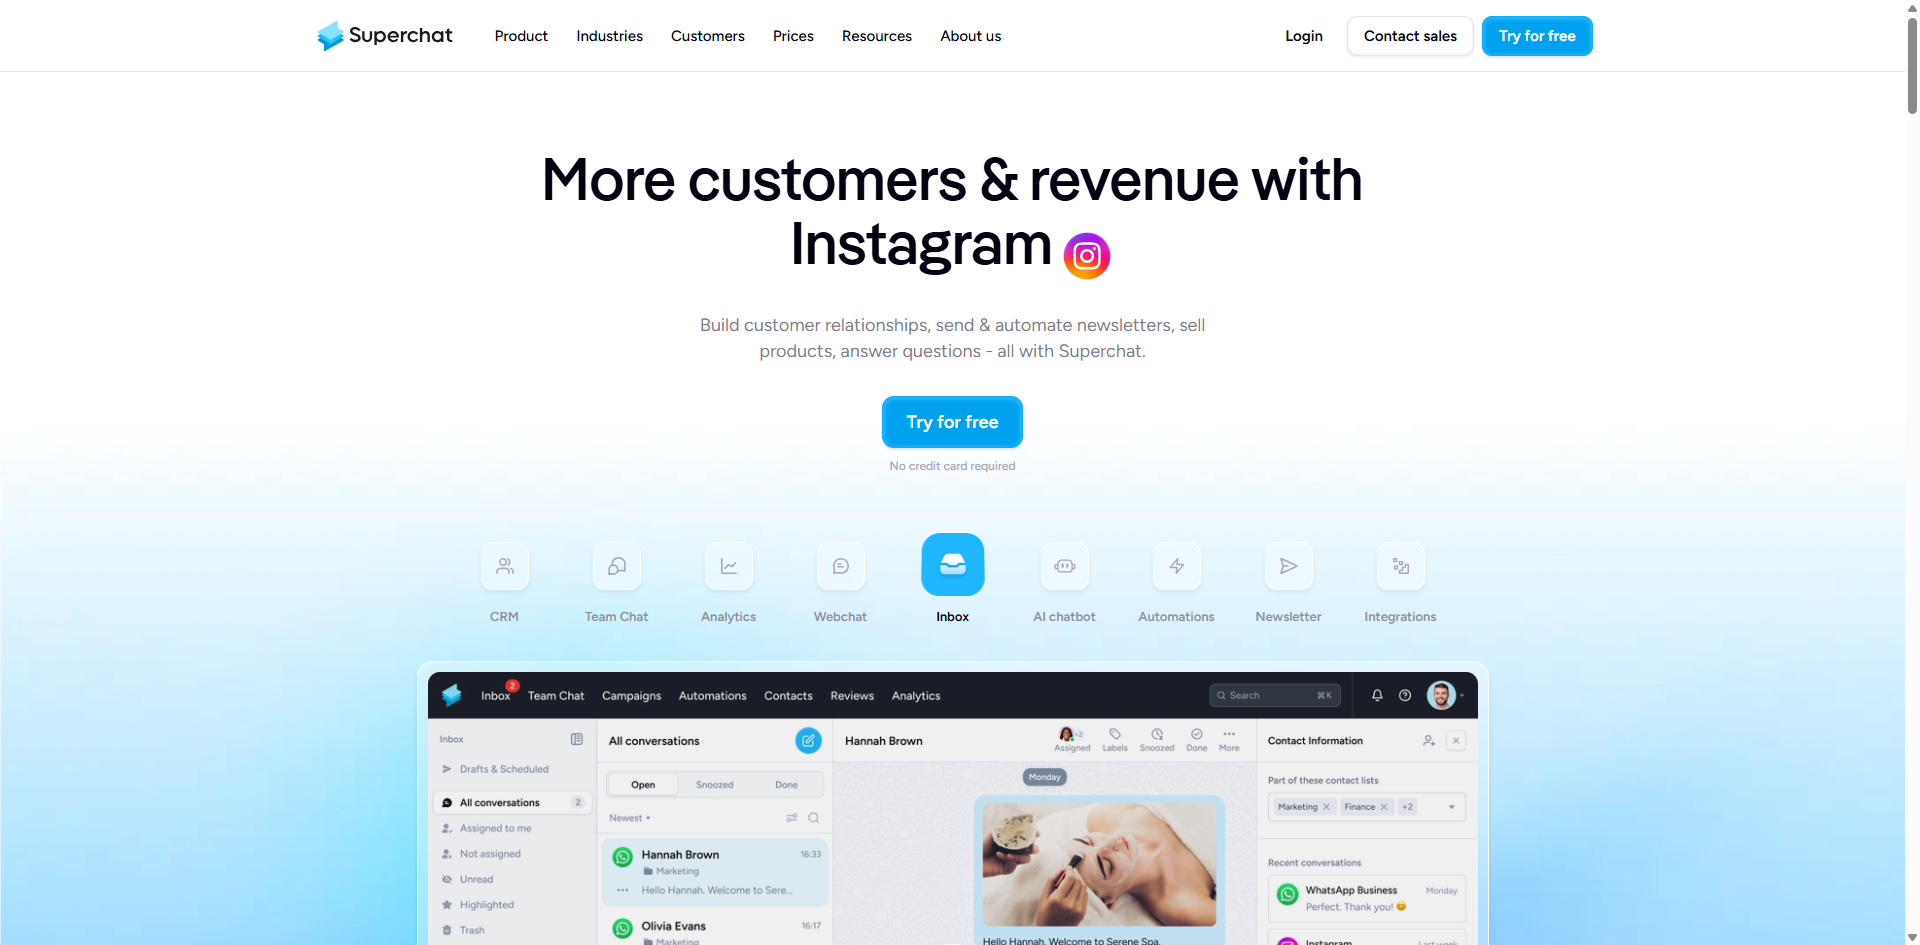 Superchat
Product
Industries
Customers
Prices
Resources
About us
Login
Contact sales
Try for free
More customers & revenue with
Instagram
Build customer relationships, send & automate newsletters, sell
products, answer questions - all with Superchat.
Try for free
No credit card required
CRM
Team Chat
Analytics
Webchat
Inbox
AI chatbot
Automations
Newsletter
Integrations
Inbox
2
Team Chat
Campaigns
Automations
Contacts
Reviews
Analytics
Search
⌘K
Inbox
Drafts & Scheduled
All conversations
2
Assigned to me
Not assigned
Unread
Highlighted
Trash
All conversations
Open
Snoozed
Done
Newest
Hannah Brown
16:33
Marketing
Hello Hannah. Welcome to Sere...
Olivia Evans
16:17
Marketing
Hannah Brown
+2
Assigned
Labels
Snoozed
Done
More
Monday
Hello Hannah. Welcome to Serene Spa.
Contact Information
Part of these contact lists
Marketing
Finance
+2
Recent conversations
WhatsApp Business
Monday
Perfect. Thank you! 😊
Instagram
Last week